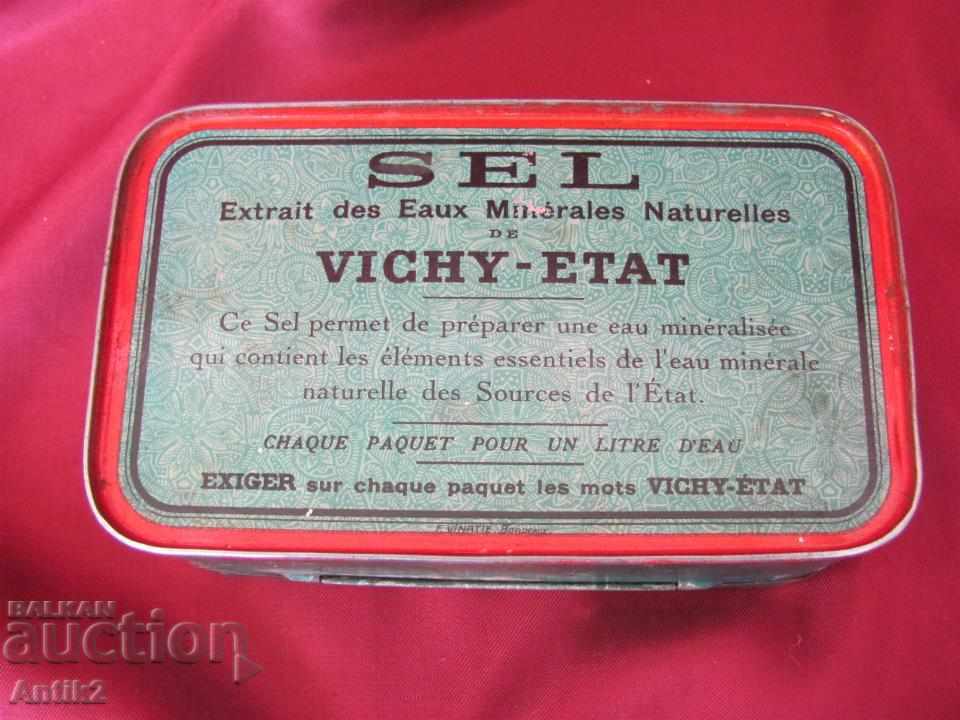 SEL
Extrait des Eaux Minérales Naturelles
DE
VICHY-ETAT
Ce Sel permet de préparer une eau minéralisée
qui contient les éléments essentiels de l'eau minérale
naturelle des Sources de l'État.
CHAQUE PAQUET POUR UN LITRE D'EAU
EXIGER sur chaque paquet les mots VICHY-ÉTAT
F. VINATIÉ. BORDEAUX
BALKAN
auction
Antik2